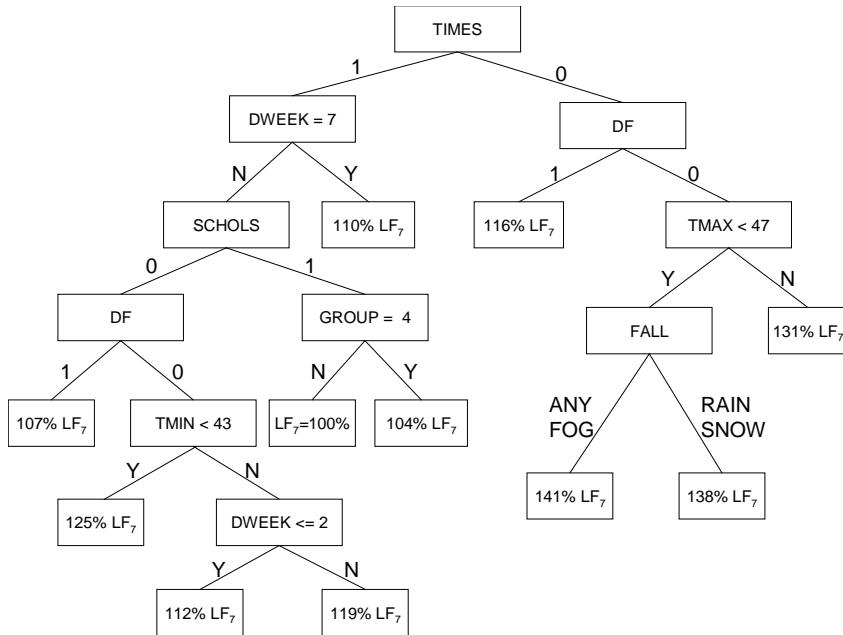 TIMES
1
0
DWEEK = 7
DF
N
Y
1
0
SCHOLS
110% LF₇
116% LF₇
TMAX < 47
0
1
Y
N
DF
GROUP = 4
FALL
131% LF₇
1
0
N
Y
107% LF₇
TMIN < 43
LF₇=100%
104% LF₇
ANY
FOG
RAIN
SNOW
Y
N
125% LF₇
DWEEK <= 2
141% LF₇
138% LF₇
Y
N
112% LF₇
119% LF₇